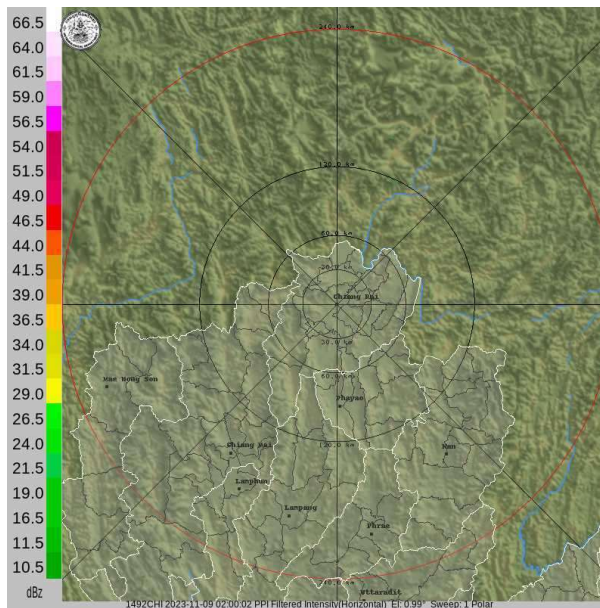 66.5
64.0
61.5
59.0
56.5
54.0
51.5
49.0
46.5
44.0
41.5
39.0
36.5
34.0
31.5
29.0
26.5
24.0
21.5
19.0
16.5
11.5
10.5
dBz
240.0 km
120.0 km
60.0 km
Chiang Rai
Mae Hong Son
Phayao
120.0 km
Chiang Mai
Nan
Lamphun
Lampang
Phrae
Uttaradit
1492CHI 2023-11-09 02:00:02 PPI Filtered Intensity(Horizontal) El: 0.99° Sweep: 1 Polar